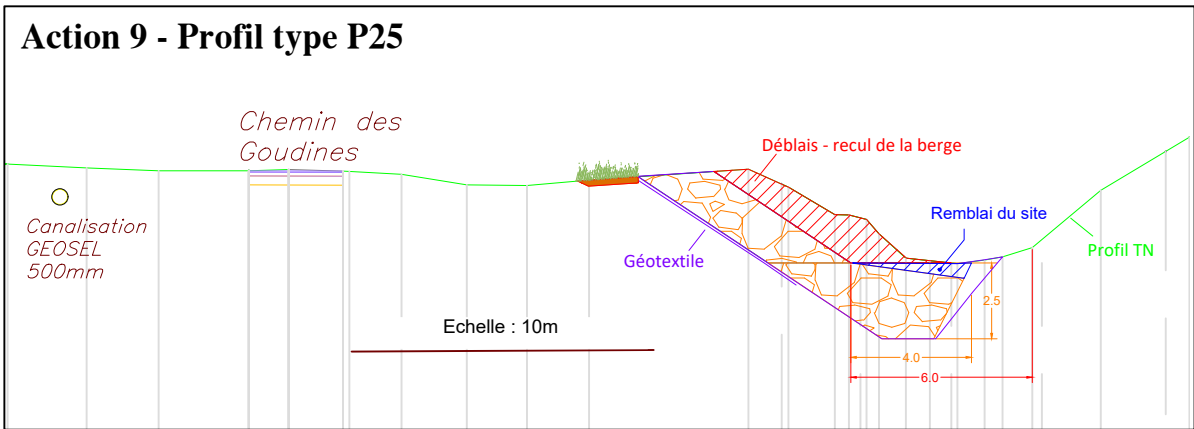 Action 9 - Profil type P25
Chemin des
Goudines
Déblais - recul de la berge
Remblai du site
Canalisation
GEOSEL
500mm
Géotextile
Profil TN
Echelle : 10m
2.5
4.0
6.0